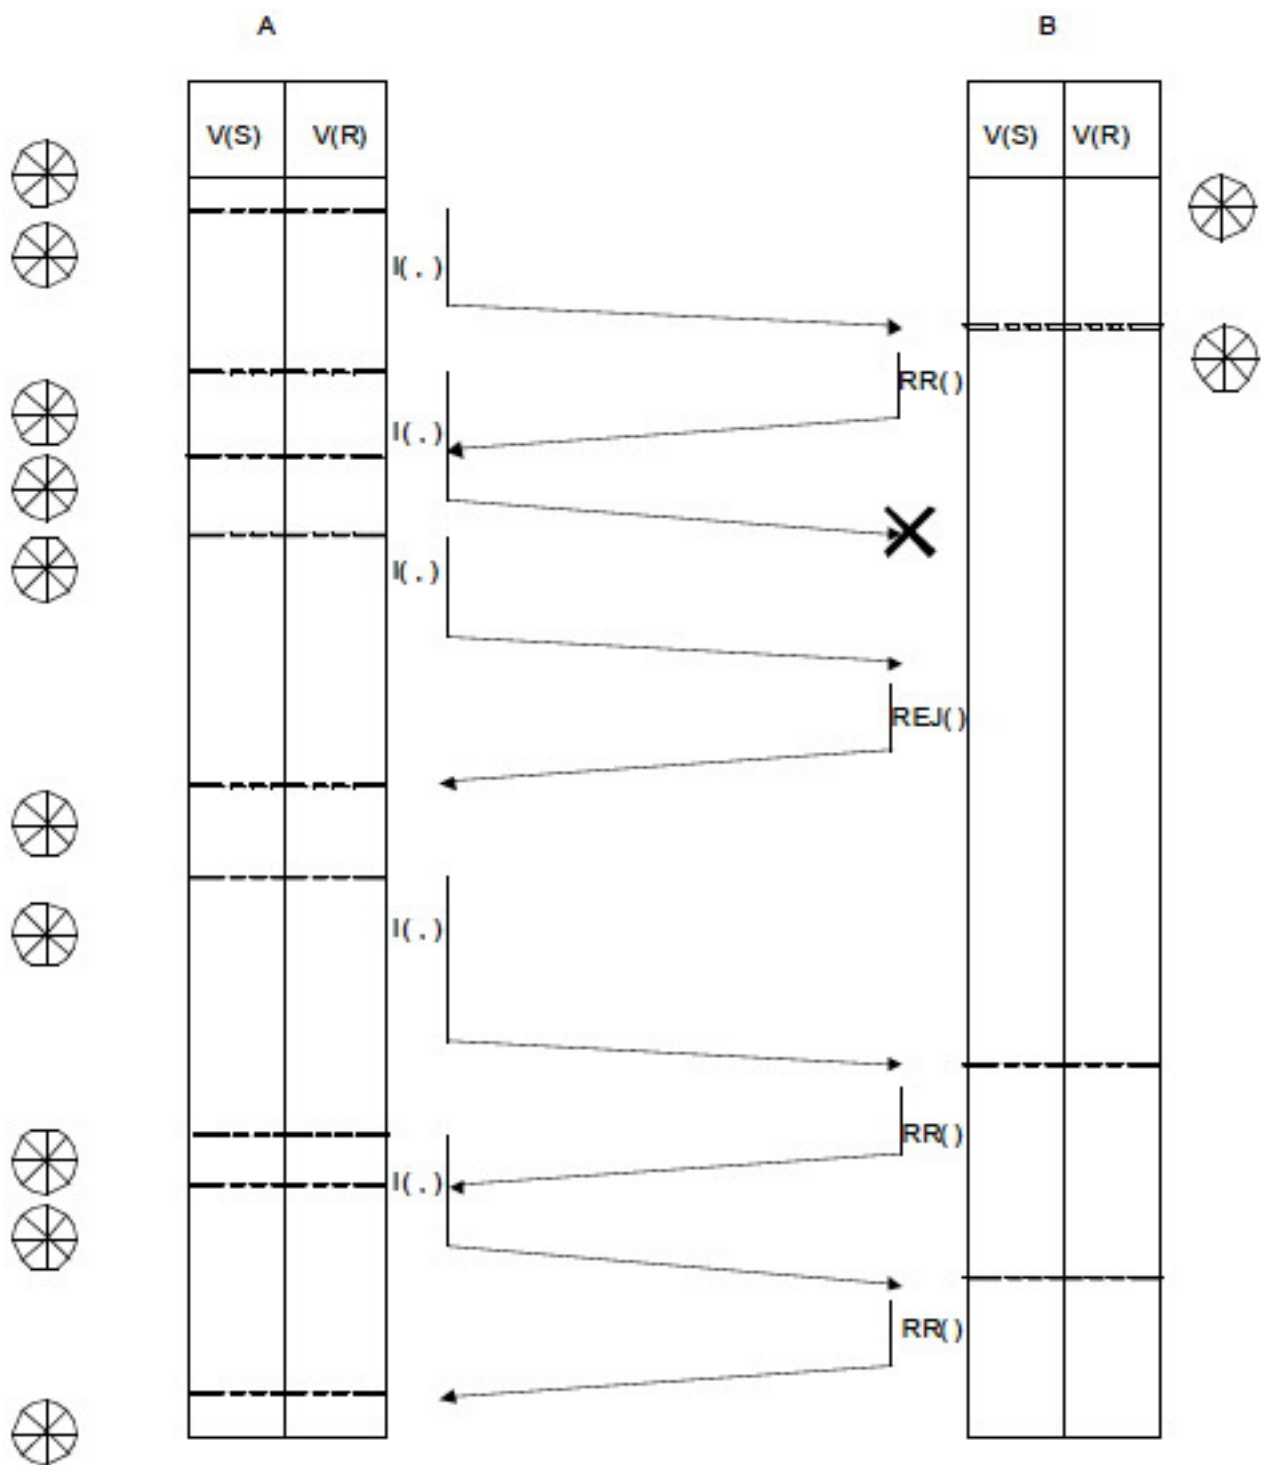 A B
V(S) V(R) V(S) V(R)
I( . )
RR( )
I( . )
I( . )
REJ( )
I( . )
RR( )
I( . )
RR( )